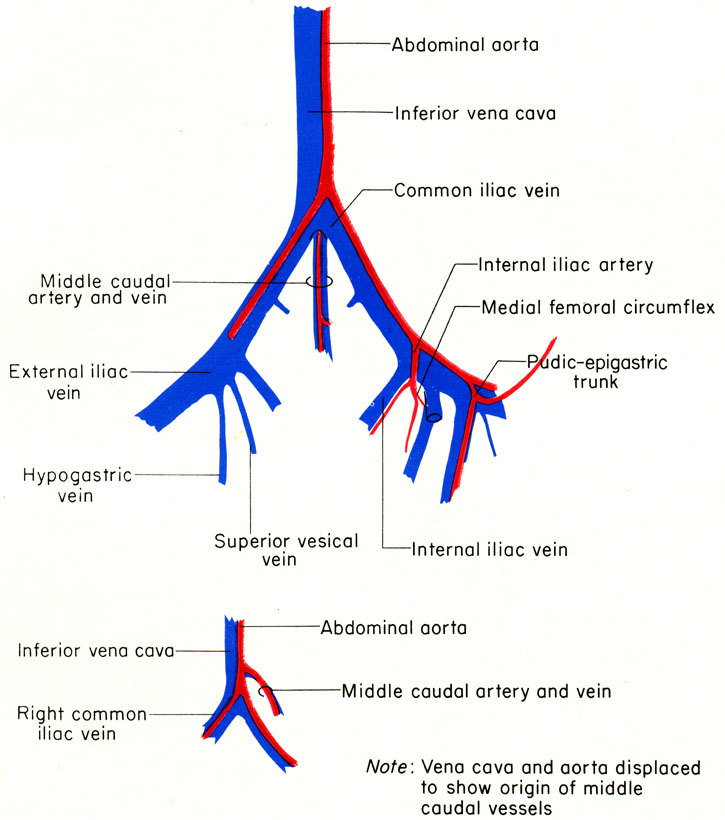 Abdominal aorta
Inferior vena cava
Common iliac vein
Internal iliac artery
Middle caudal
artery and vein
Medial femoral circumflex
Pudic-epigastric
trunk
External iliac
vein
Hypogastric
vein
Superior vesical
vein
Internal iliac vein
Abdominal aorta
Inferior vena cava
Middle caudal artery and vein
Right common
iliac vein
Note: Vena cava and aorta displaced
to show origin of middle
caudal vessels